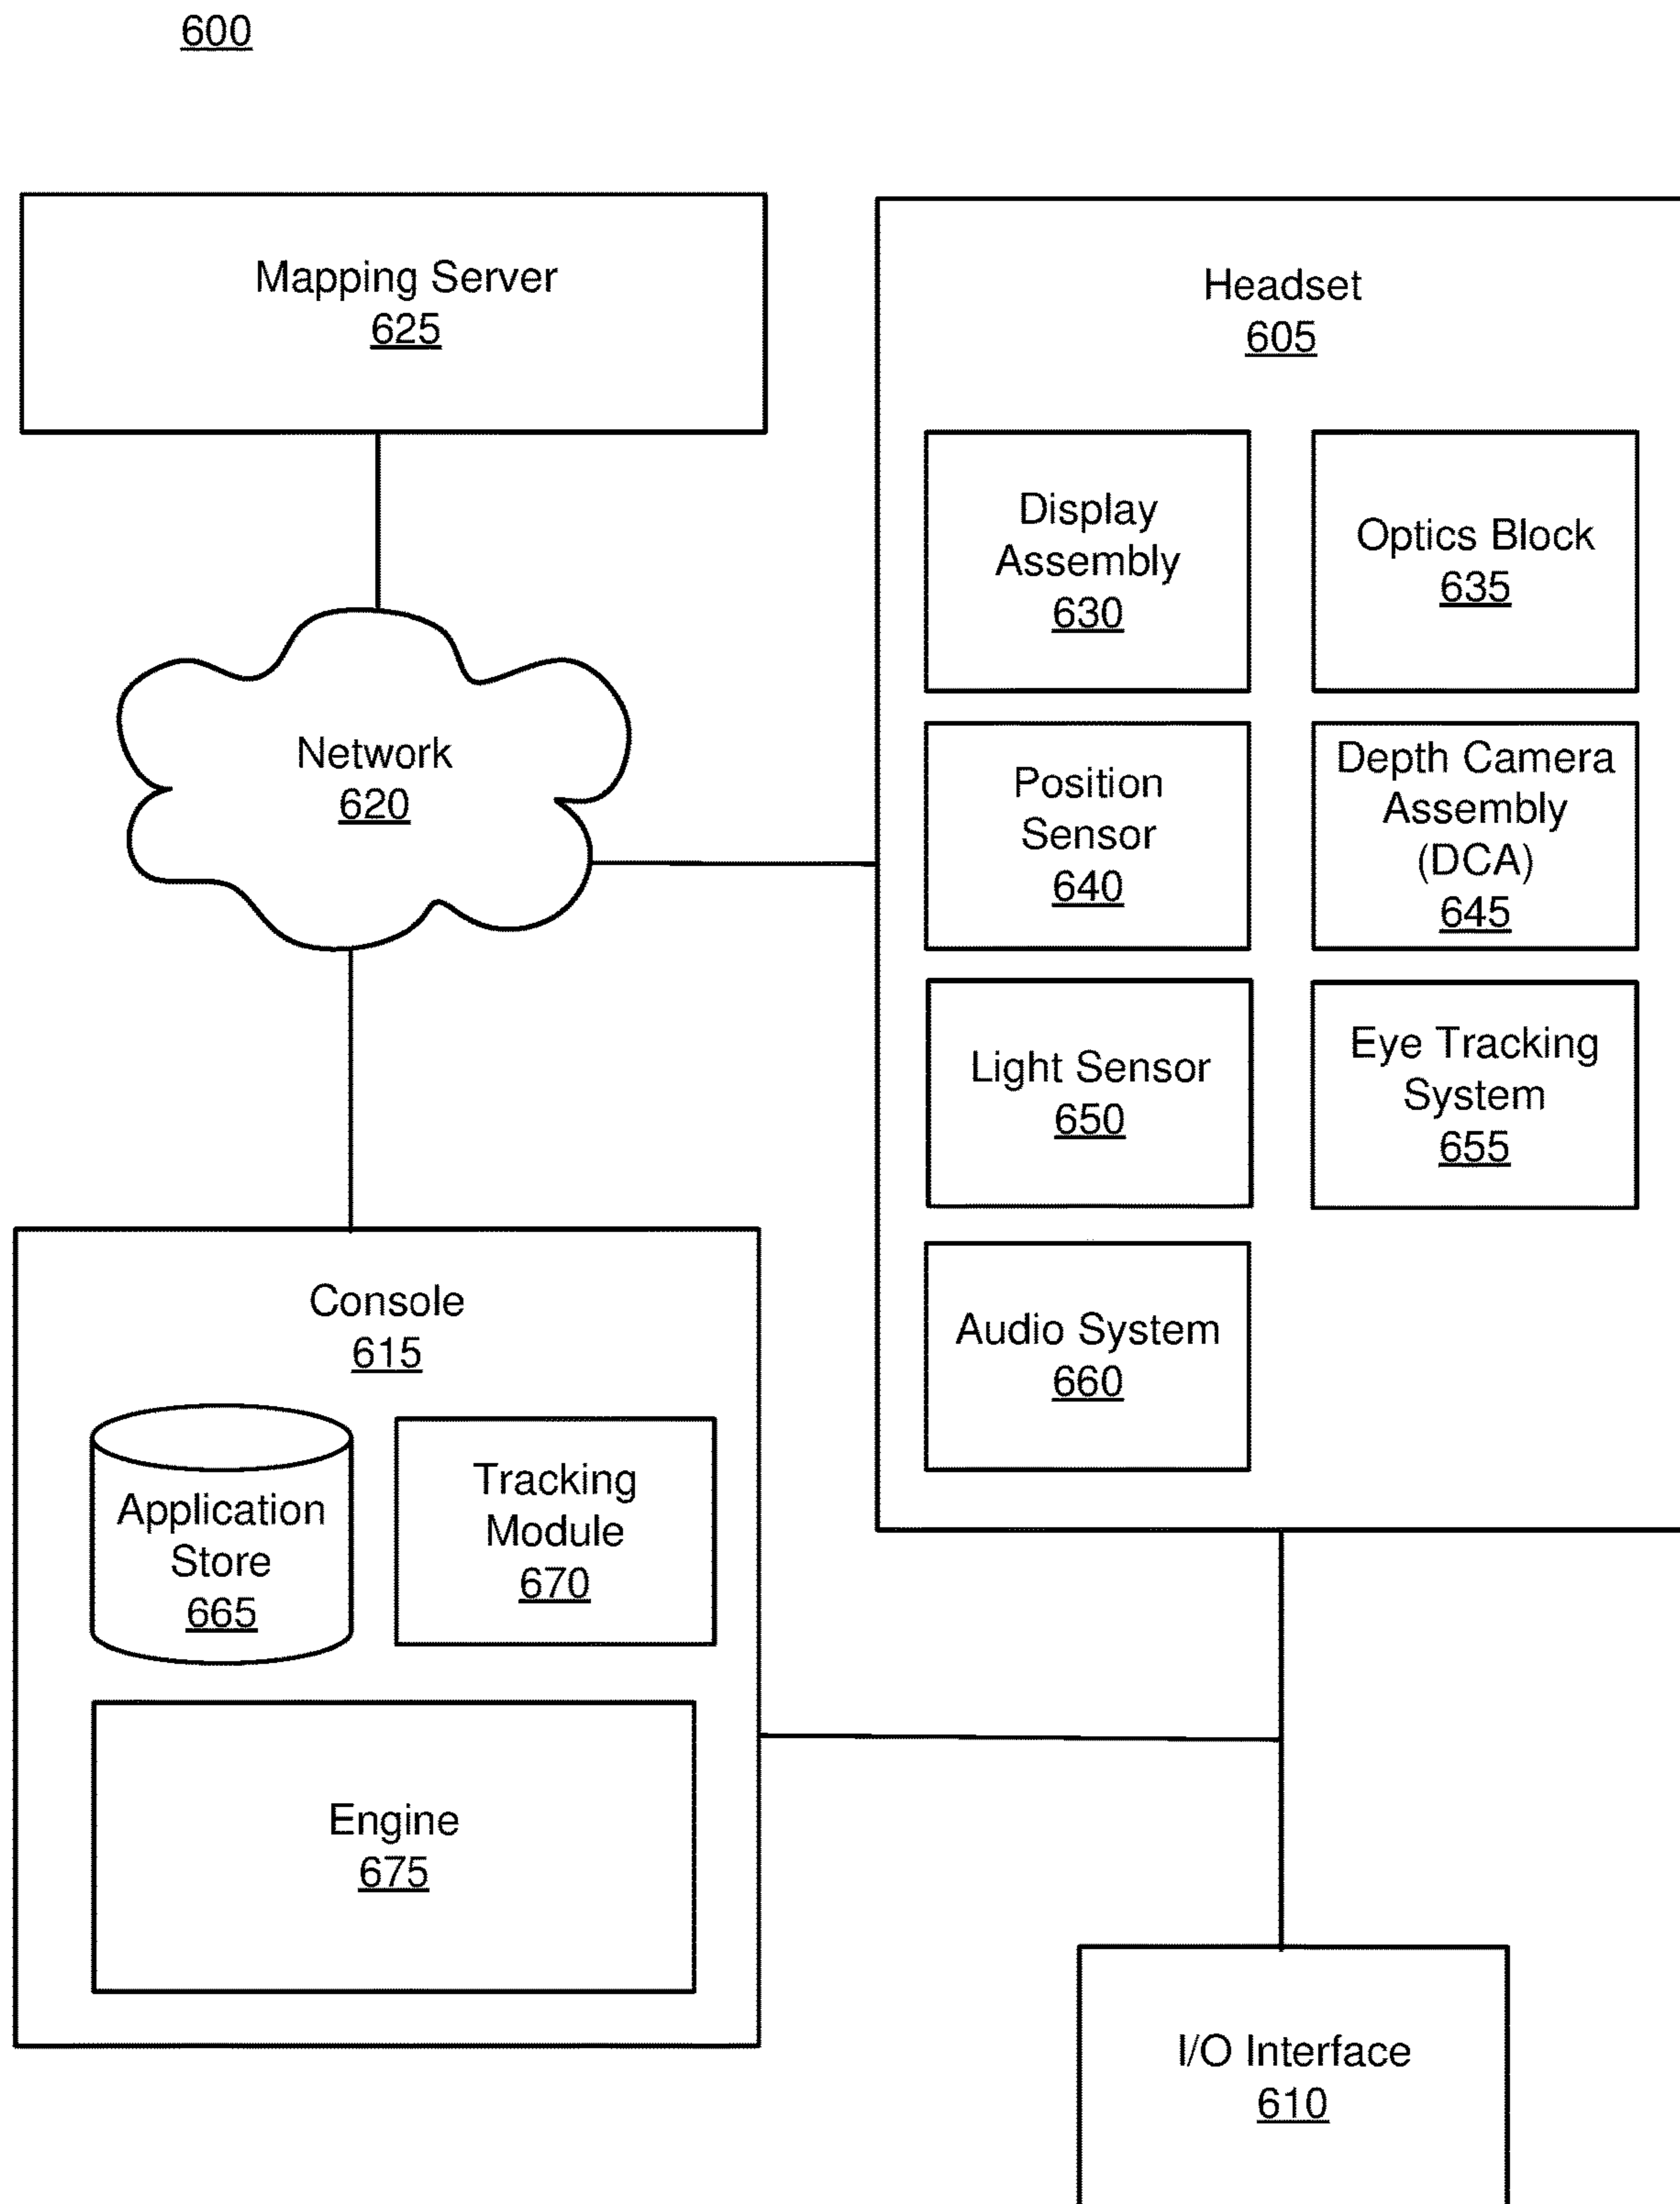 600
Mapping Server
625
Headset
605
Display
Assembly
630
Optics Block
635
Network
620
Position
Sensor
640
Depth Camera
Assembly
(DCA)
645
Light Sensor
650
Eye Tracking
System
655
Audio System
660
Console
615
Application
Store
665
Tracking
Module
670
Engine
675
I/O Interface
610